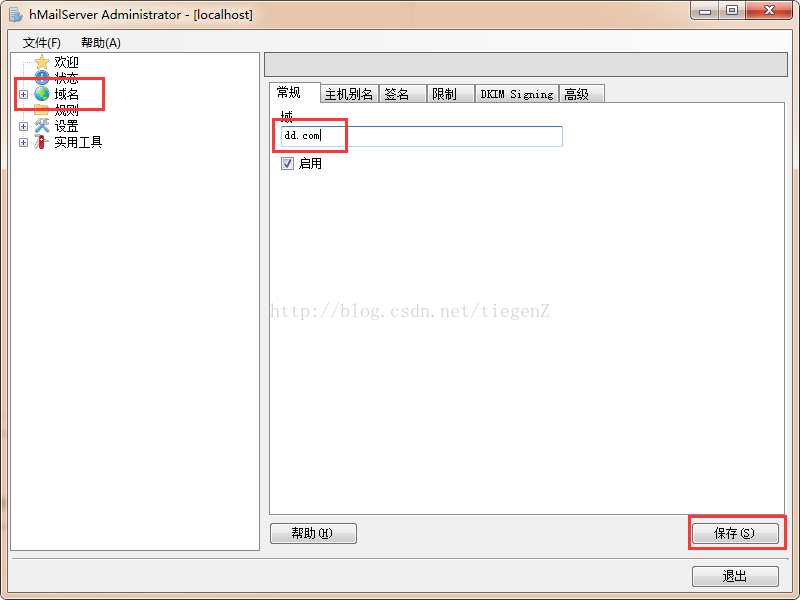 hMailServer Administrator - [localhost]
文件(F) 帮助(A)
欢迎
状态
域名
规则
设置
实用工具
常规 主机别名 签名 限制 DKIM Signing 高级
域
dd.com
启用
http://blog.csdn.net/tiegenZ
帮助(H) 保存(S)
退出